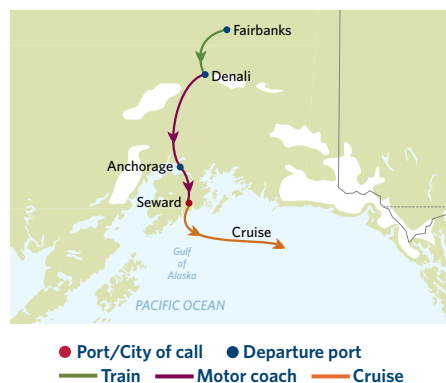 Fairbanks
Denali
Anchorage
Seward
Cruise
Gulf
of
Alaska
PACIFIC OCEAN
Port/City of call
Departure port
Train
Motor coach
Cruise